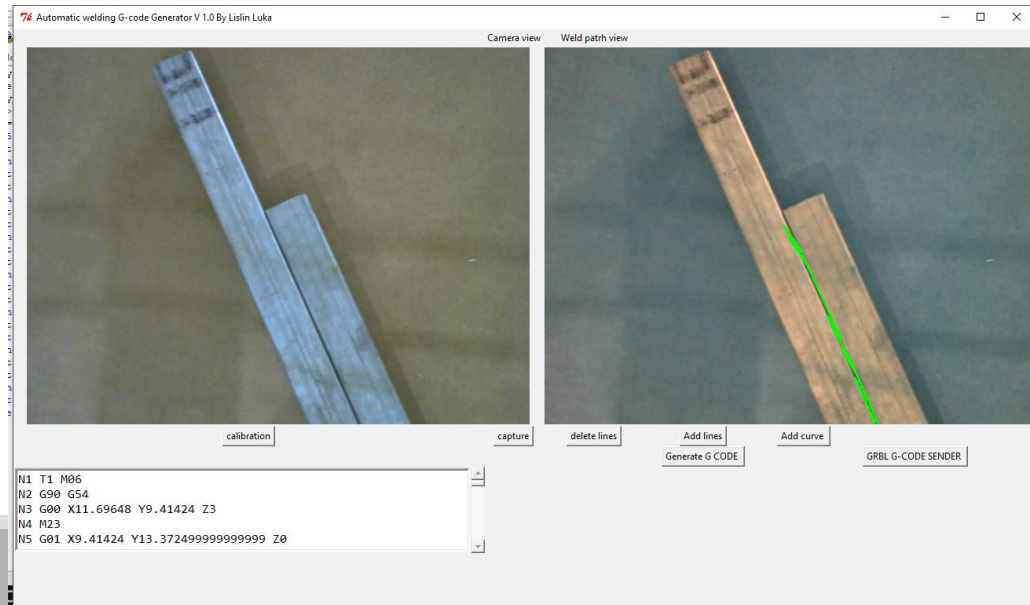 Automatic welding G-code Generator V 1.0 By Lislin Luka
Camera view
Weld patrh view
calibration
capture
delete lines
Add lines
Add curve
Generate G CODE
GRBL G-CODE SENDER
N1 T1 M06
N2 G90 G54
N3 G00 X11.69648 Y9.41424 Z3
N4 M23
N5 G01 X9.41424 Y13.372499999999999 Z0